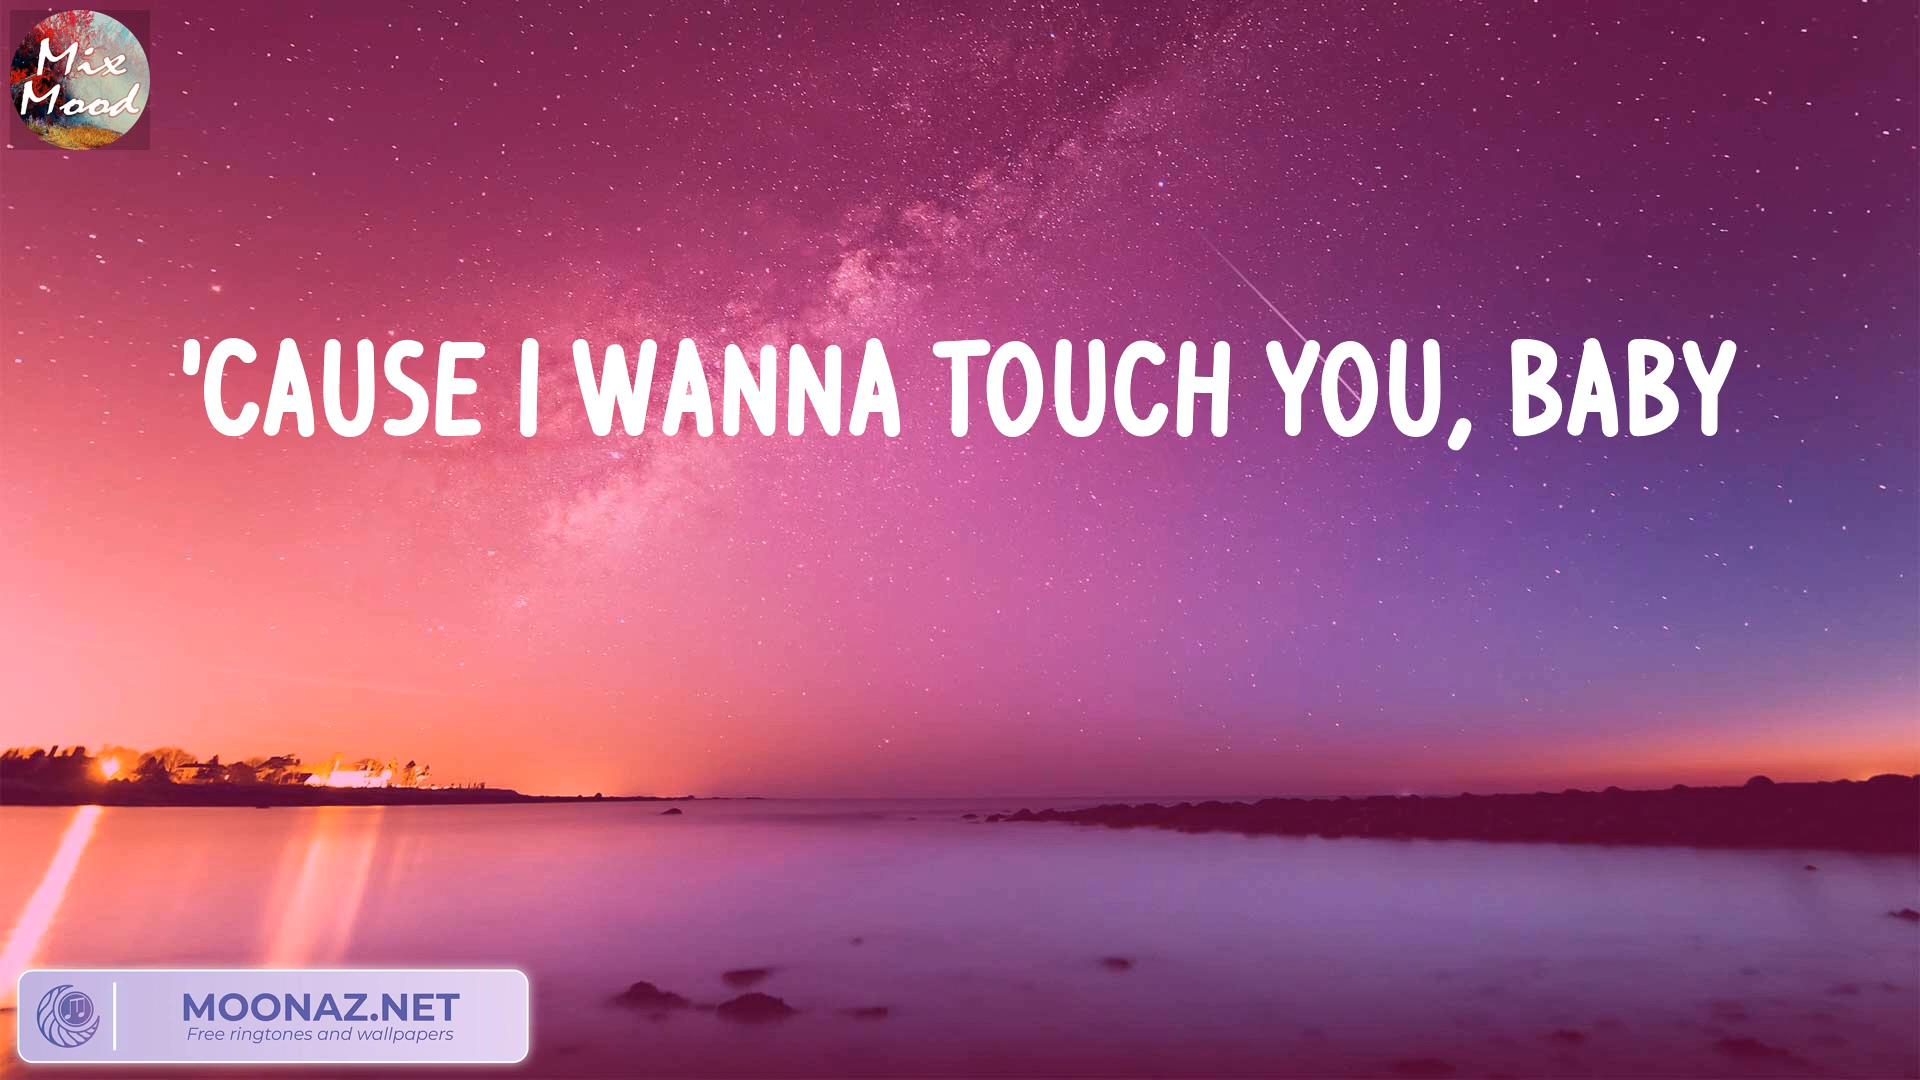 Mix
Mood
'CAUSE I WANNA TOUCH YOU, BABY
MOONAZ.NET
Free ringtones and wallpapers